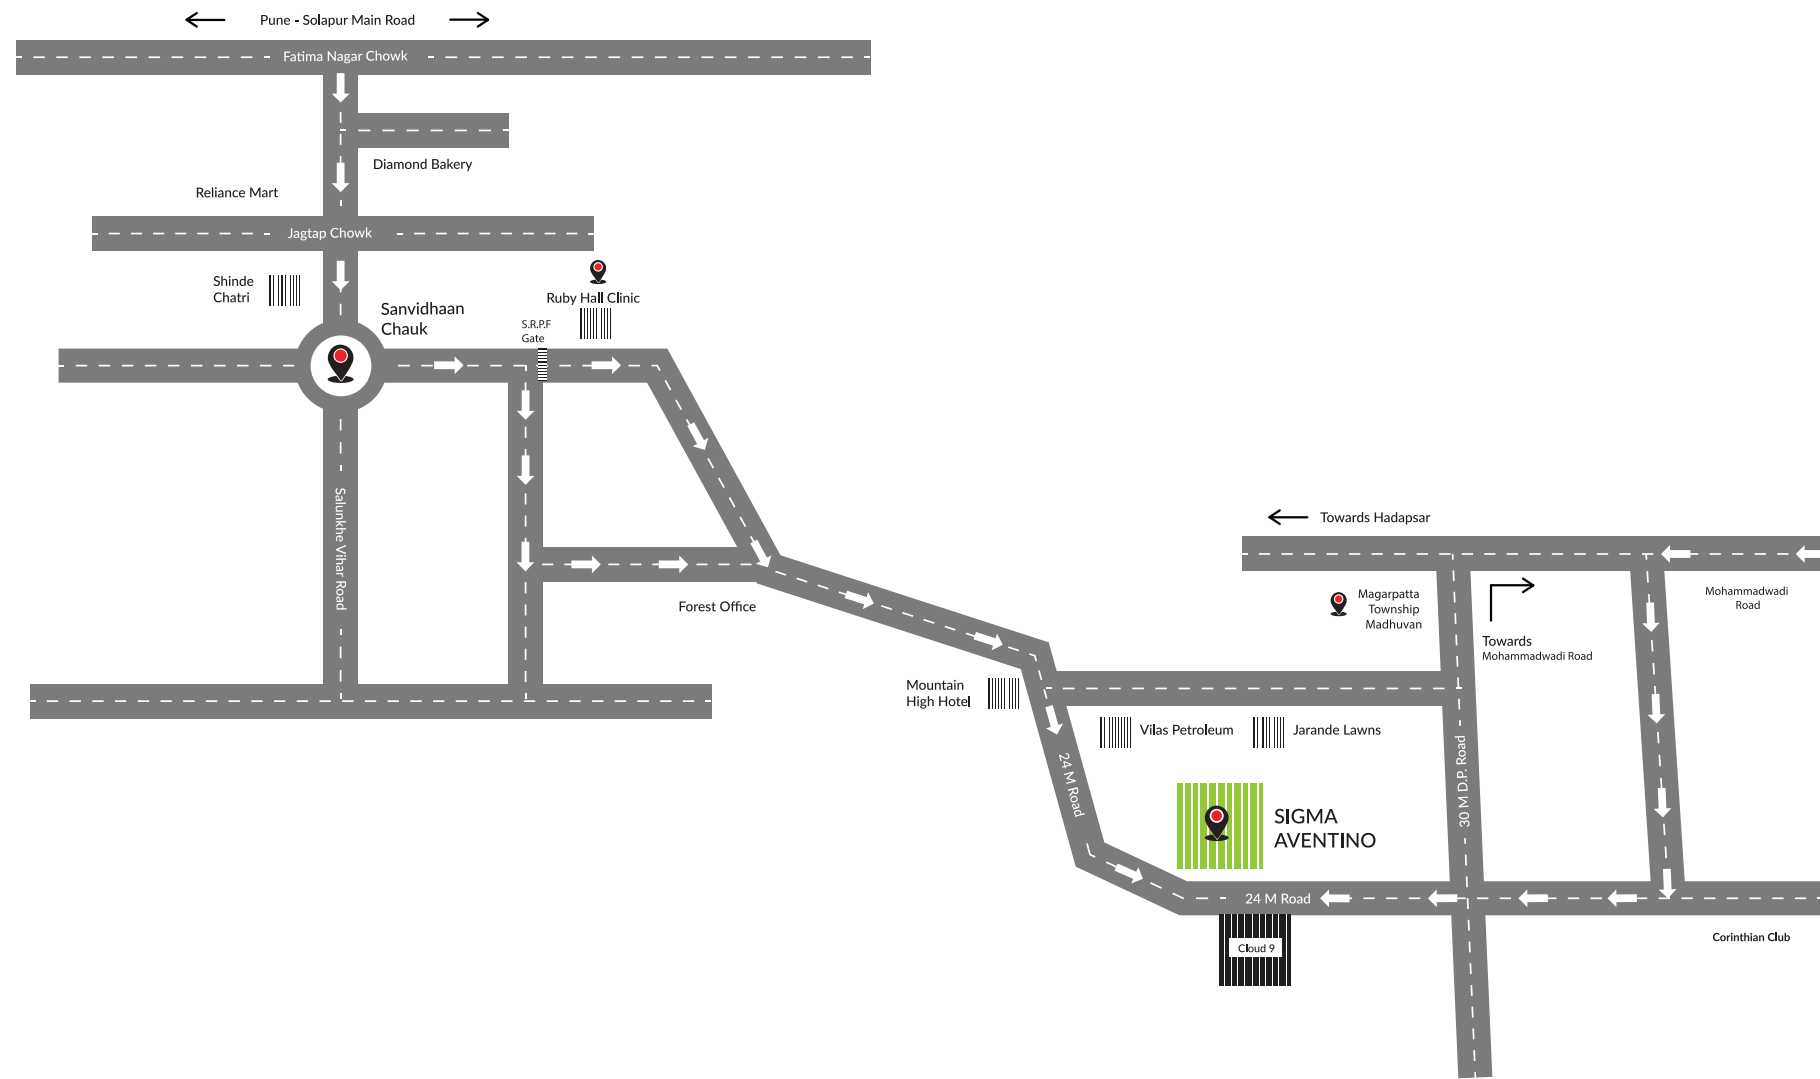 Pune - Solapur Main Road
Fatima Nagar Chowk
Diamond Bakery
Reliance Mart
Jagtap Chowk
Shinde
Chatri
Sanvidhaan
Chauk
Ruby Hall Clinic
S.R.P.F
Gate
Salunkhe Vihar Road
Forest Office
Towards Hadapsar
Magarpatta
Township
Madhuvan
Mohammadwadi
Road
Towards
Mohammadwadi Road
Mountain
High Hotel
Vilas Petroleum
Jarande Lawns
24 M Road
30 M D.P. Road
SIGMA
AVENTINO
24 M Road
Cloud 9
Corinthian Club